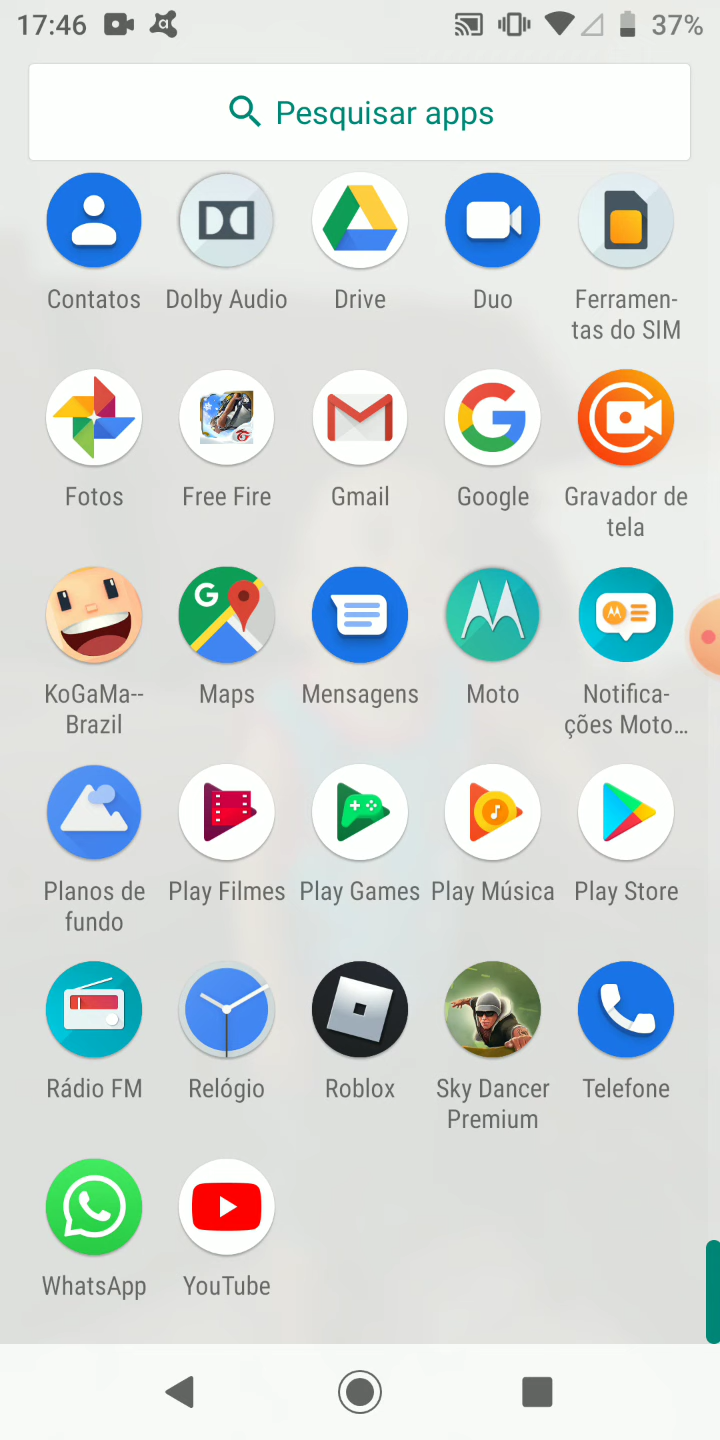 17:46 37%
Pesquisar apps
Contatos Dolby Audio Drive Duo Ferramen-
tas do SIM
Fotos Free Fire Gmail Google Gravador de
tela
KoGaMa-- Maps Mensagens Moto Notifica-
Brazil ções Moto...
Planos de Play Filmes Play Games Play Música Play Store
fundo
Rádio FM Relógio Roblox Sky Dancer Telefone
Premium
WhatsApp YouTube